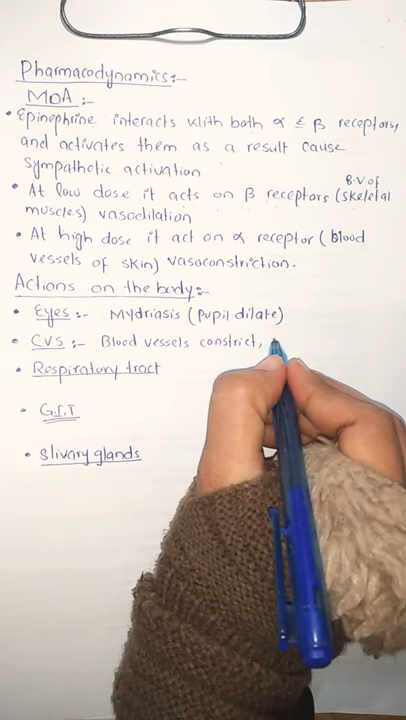 Pharmacodynamics:-
MOA:-
• Epinephrine interacts with both α & β receptors,
and activates them as a result cause
sympathetic activation
• At low dose it acts on β receptors (B.V of skeletal
muscles) vasodilation
• At high dose it act on α receptor (blood
vessels of skin) vasoconstriction.
Actions on the body:-
• Eyes:- Mydriasis (pupil dilate)
• CVS:- Blood vessels constrict,
• Respiratory tract
• G.I.T
• Slivary glands